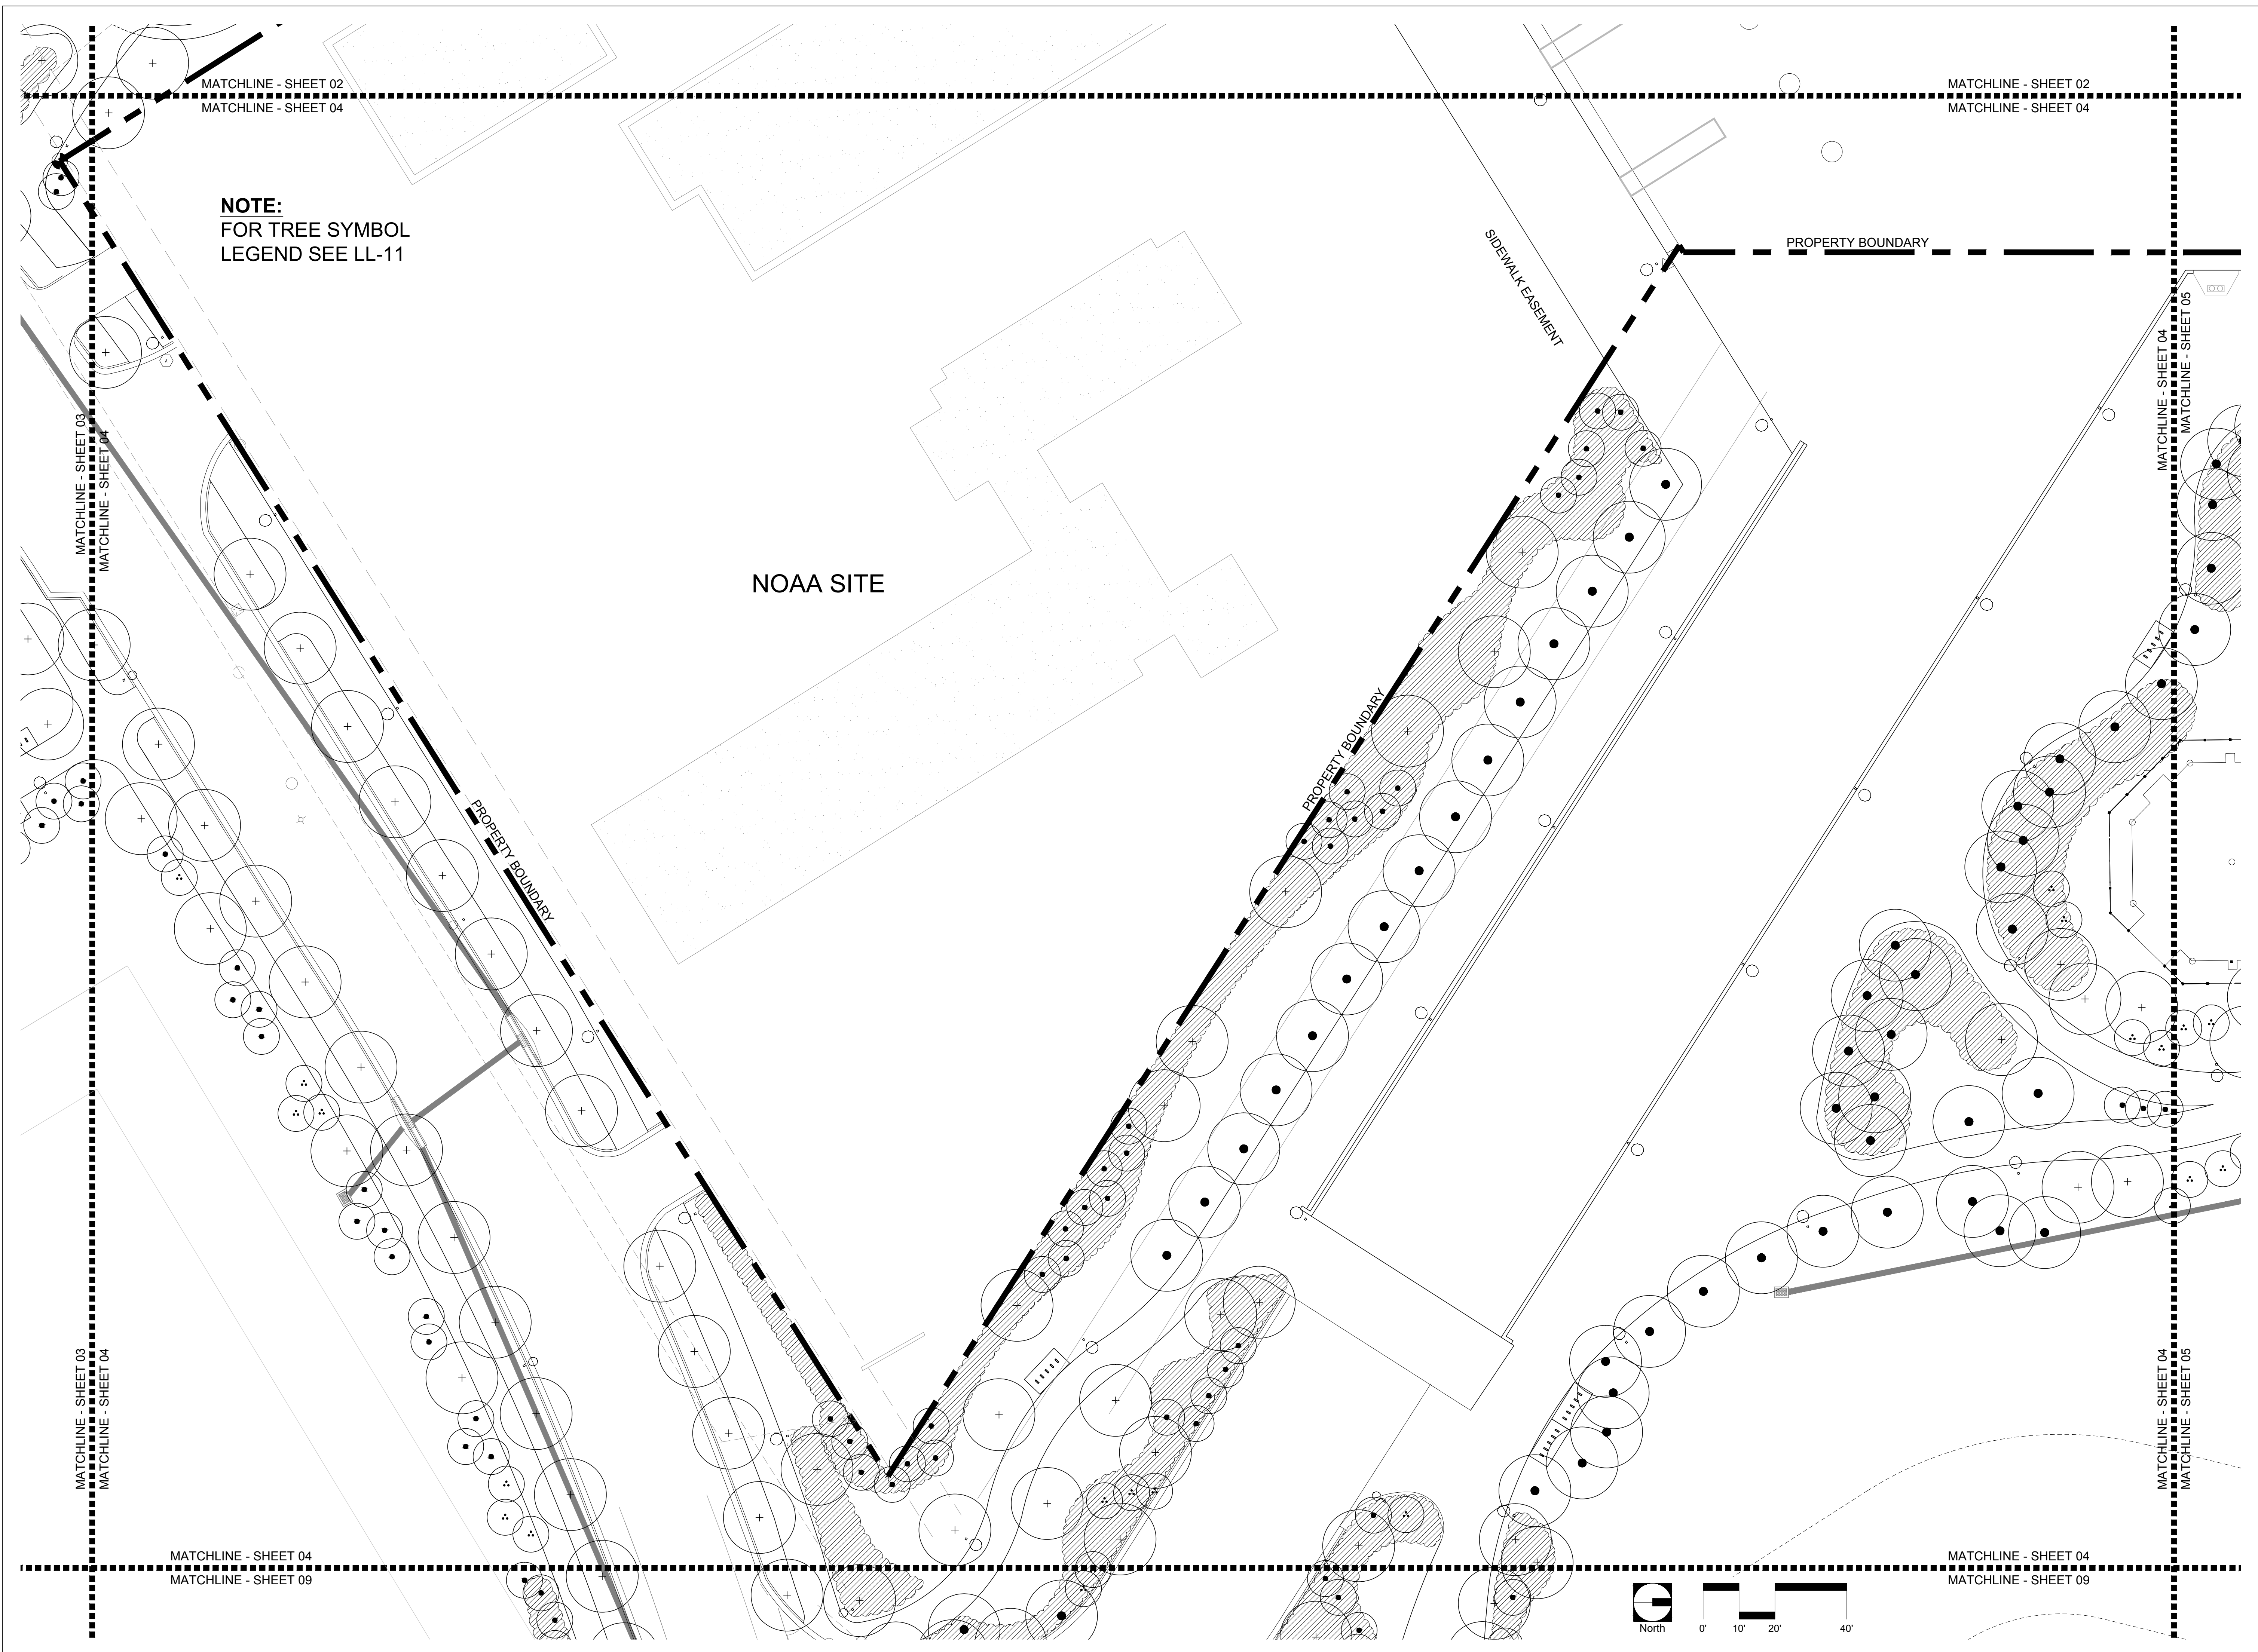 MATCHLINE - SHEET 02
MATCHLINE - SHEET 04
MATCHLINE - SHEET 02
MATCHLINE - SHEET 04
NOTE:
FOR TREE SYMBOL
LEGEND SEE LL-11
SIDEWALK EASEMENT
PROPERTY BOUNDARY
MATCHLINE - SHEET 03
MATCHLINE - SHEET 04
MATCHLINE - SHEET 04
MATCHLINE - SHEET 05
NOAA SITE
PROPERTY BOUNDARY
PROPERTY BOUNDARY
MATCHLINE - SHEET 03
MATCHLINE - SHEET 04
MATCHLINE - SHEET 04
MATCHLINE - SHEET 05
MATCHLINE - SHEET 04
MATCHLINE - SHEET 09
MATCHLINE - SHEET 04
MATCHLINE - SHEET 09
North
0' 10' 20' 40'